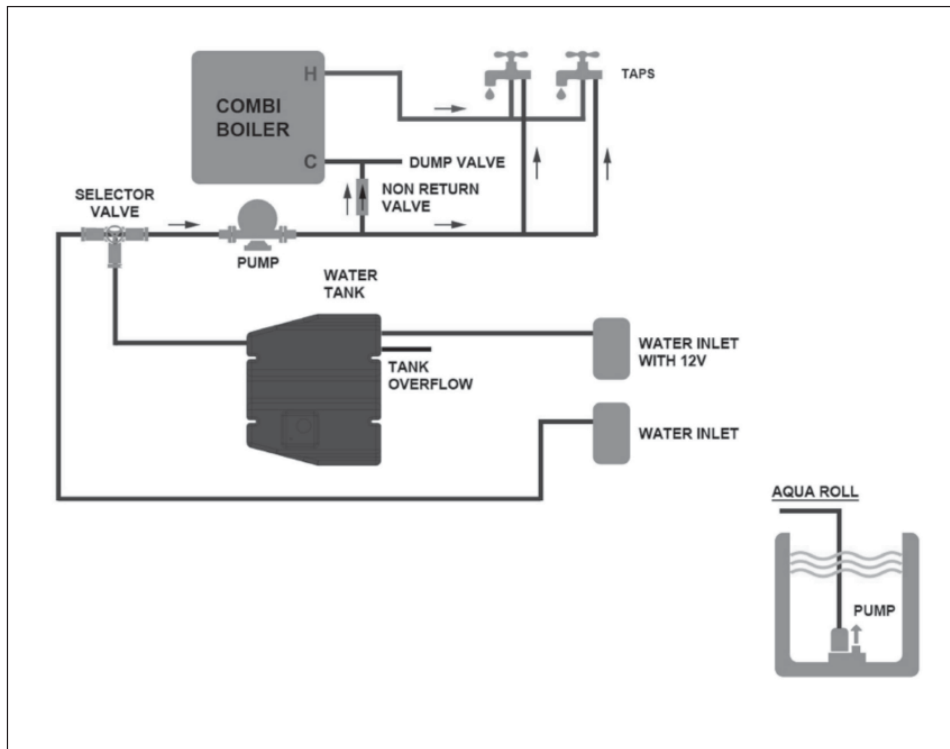 H
TAPS
COMBI
BOILER
C
DUMP VALVE
NON RETURN
VALVE
SELECTOR
VALVE
PUMP
WATER
TANK
WATER INLET
WITH 12V
TANK
OVERFLOW
WATER INLET
AQUA ROLL
PUMP